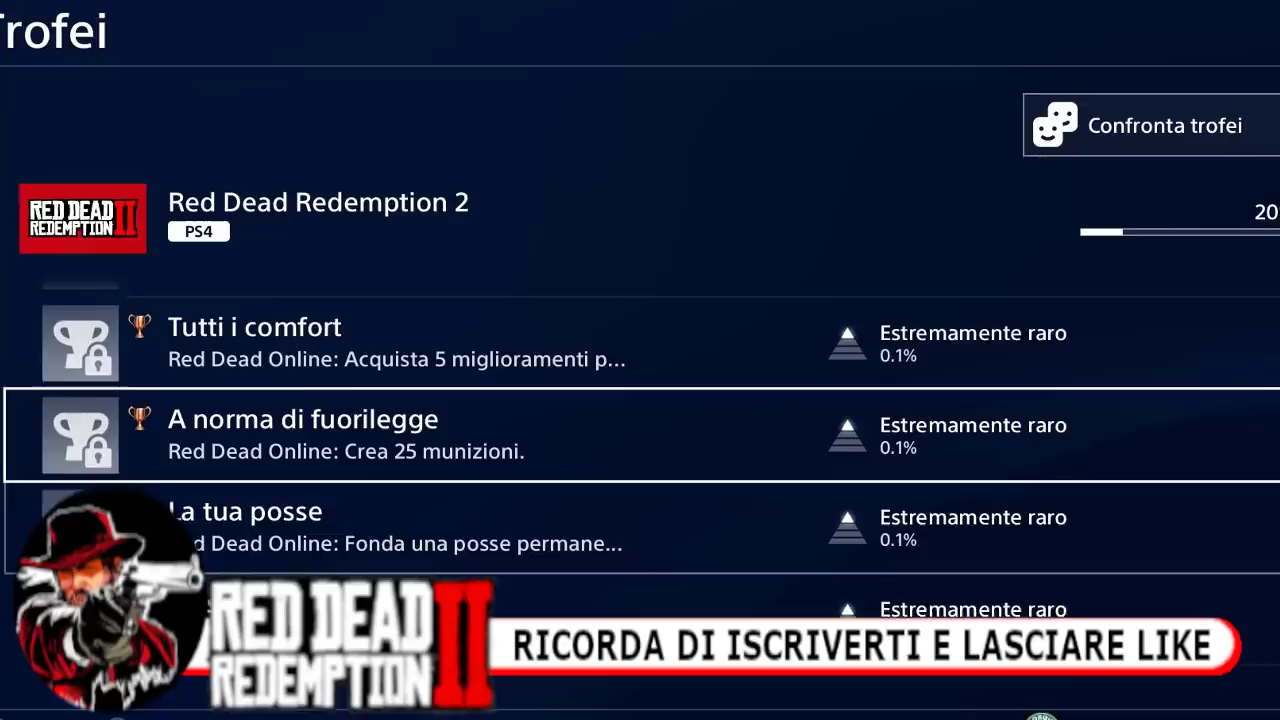 Trofei
Confronta trofei
RED DEAD
REDEMPTION II
Red Dead Redemption 2
PS4
20
Tutti i comfort
Estremamente raro
Red Dead Online: Acquista 5 miglioramenti p...
0.1%
A norma di fuorilegge
Estremamente raro
Red Dead Online: Crea 25 munizioni.
0.1%
La tua posse
Estremamente raro
d Dead Online: Fonda una posse permane...
0.1%
Estremamente raro
RED DEAD
REDEMPTION II
RICORDA DI ISCRIVERTI E LASCIARE LIKE